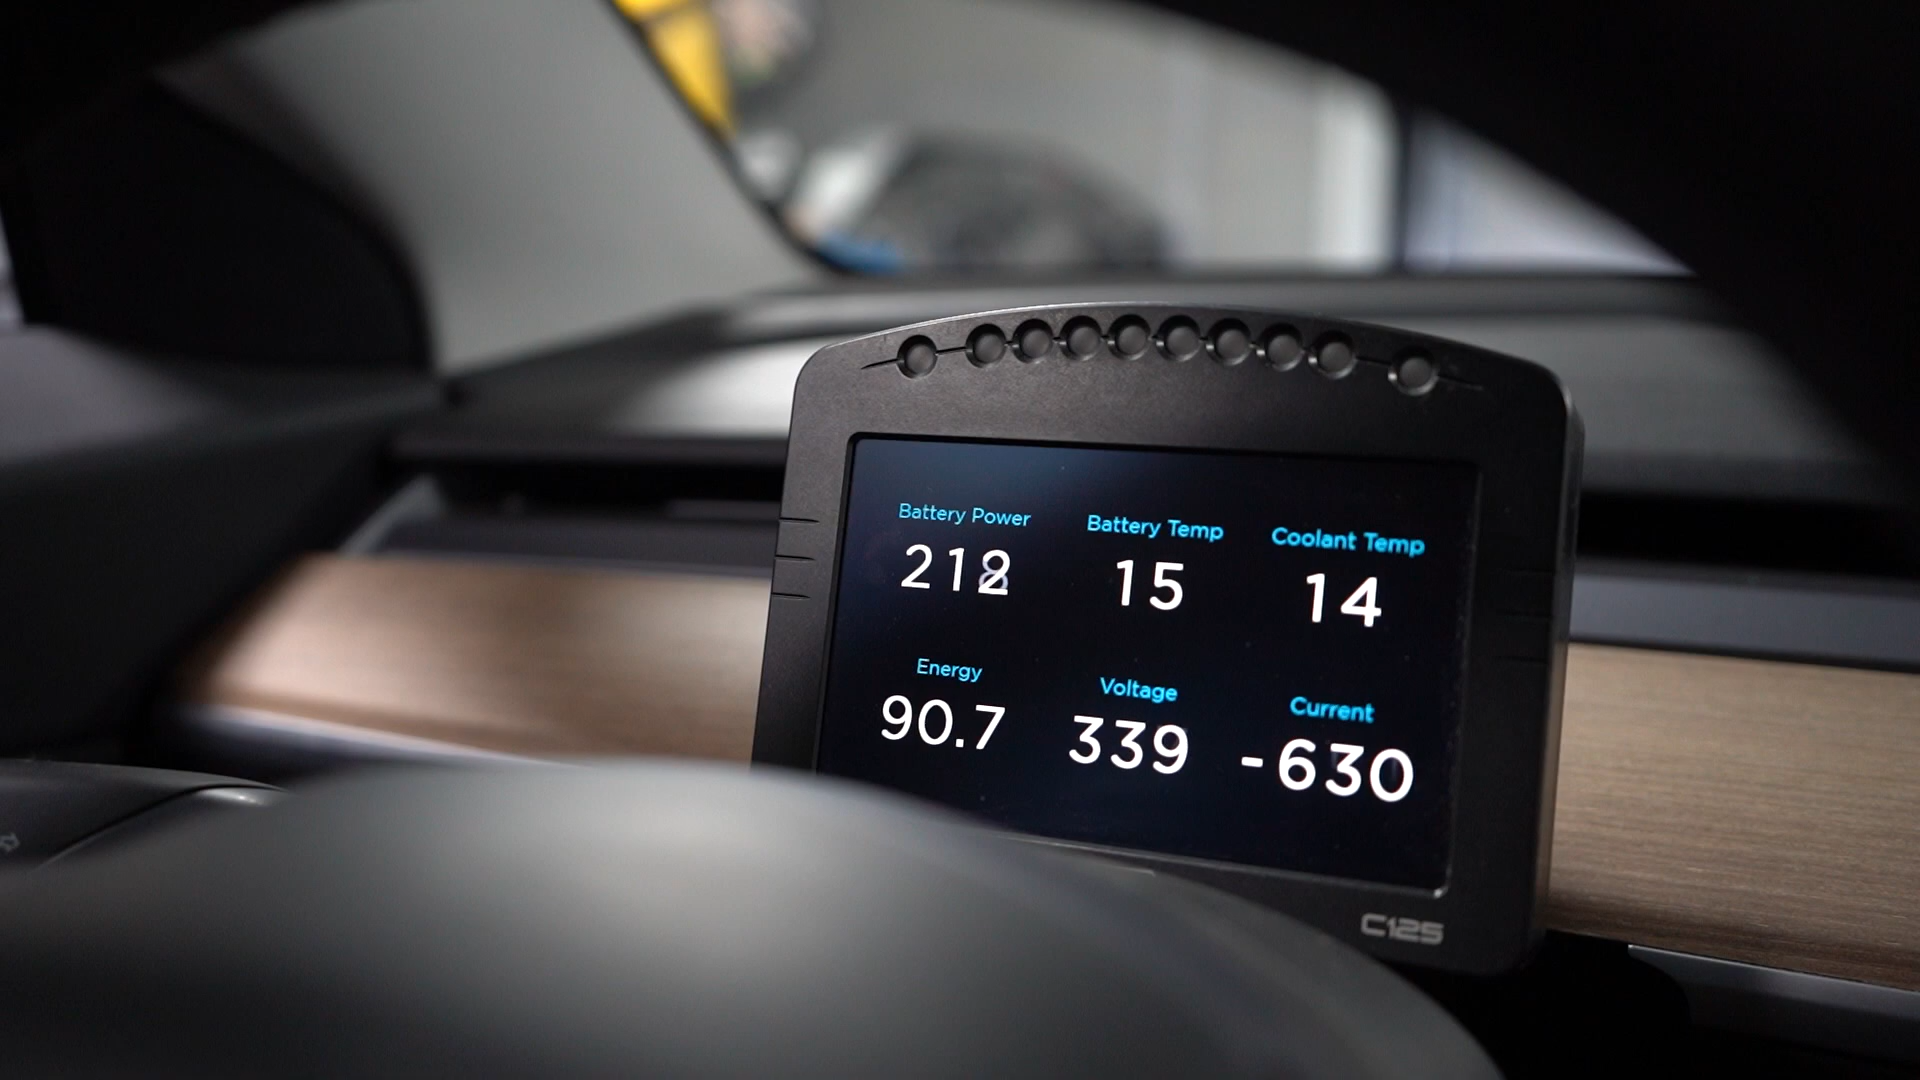 Battery Power
Battery Temp
Coolant Temp
212
15
14
Energy
Voltage
Current
90.7
339
-630
C125